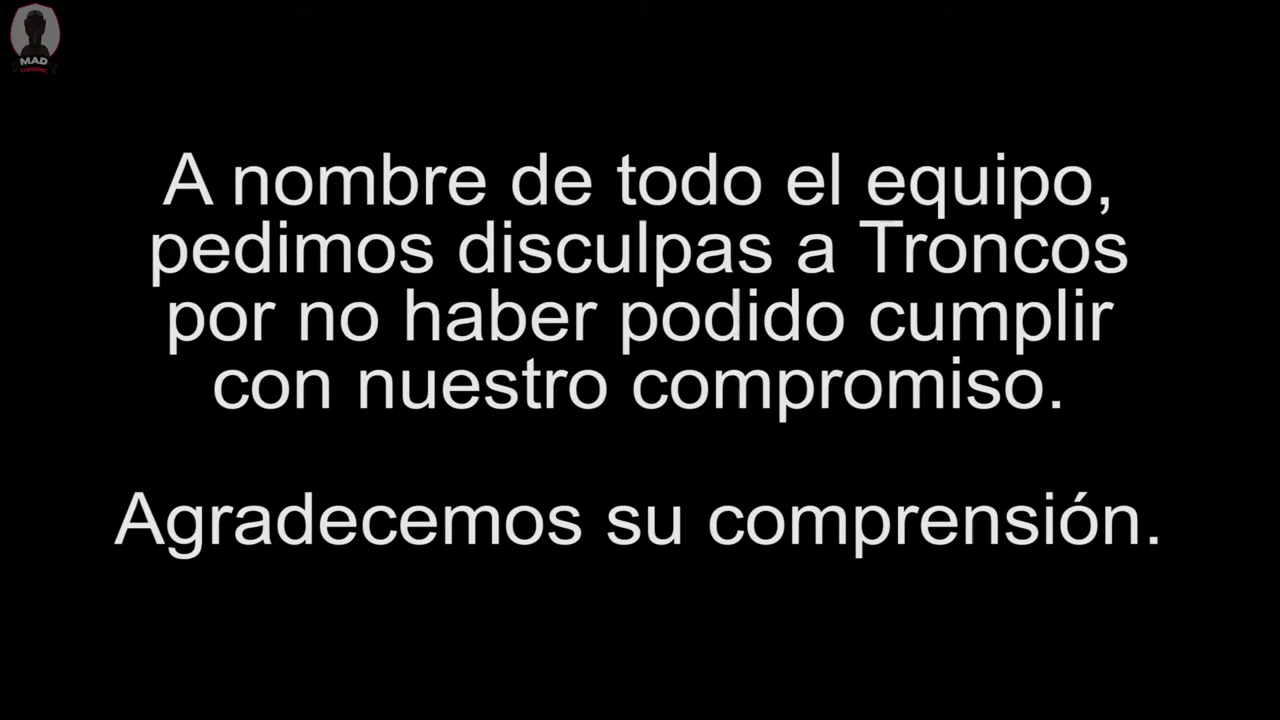 MAD
A nombre de todo el equipo,
pedimos disculpas a Troncos
por no haber podido cumplir
con nuestro compromiso.
Agradecemos su comprensión.